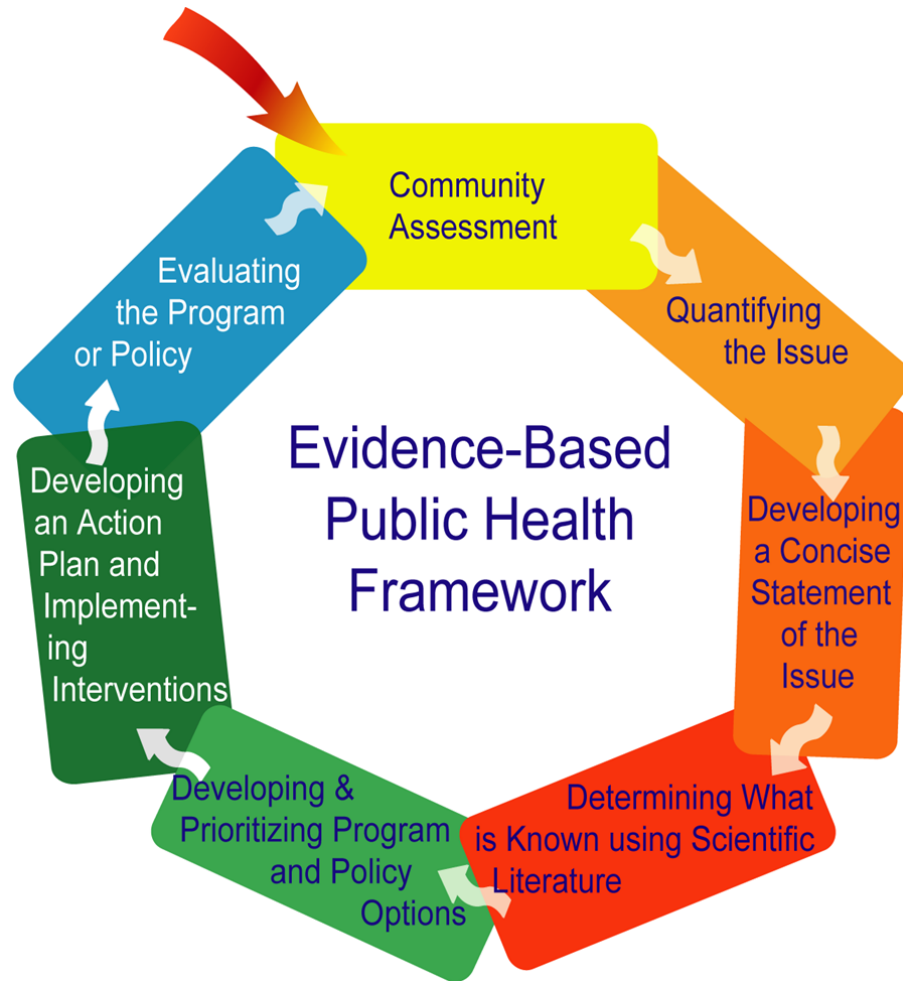 Community
Assessment
Quantifying
the Issue
Developing
a Concise
Statement
of the
Issue
Determining What
is Known using Scientific
Literature
Developing &
Prioritizing Program
and Policy
Options
Developing
an Action
Plan and
Implement-
ing
Interventions
Evaluating
the Program
or Policy
Evidence-Based
Public Health
Framework